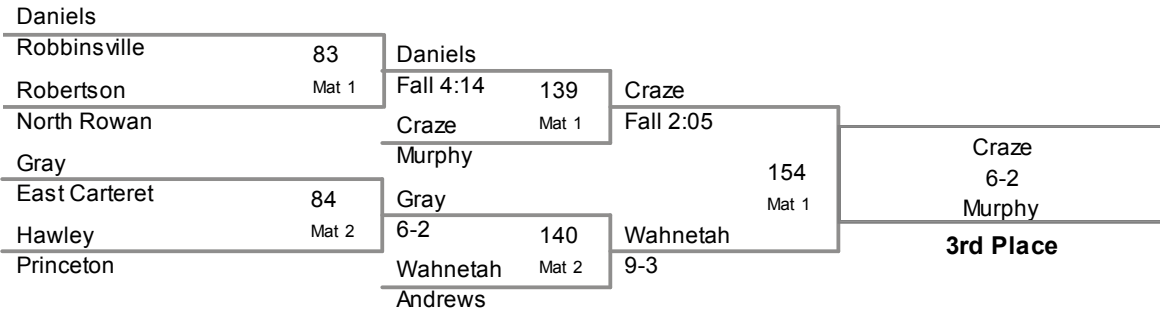 Daniels
Robbinsville
83
Mat 1
Robertson
North Rowan
Gray
East Carteret
84
Mat 2
Hawley
Princeton
Daniels
Fall 4:14
139
Mat 1
Craze
Murphy
Gray
6-2
140
Mat 2
Wahnetah
Andrews
Craze
Fall 2:05
154
Mat 1
Wahnetah
9-3
Craze
6-2
Murphy
3rd Place